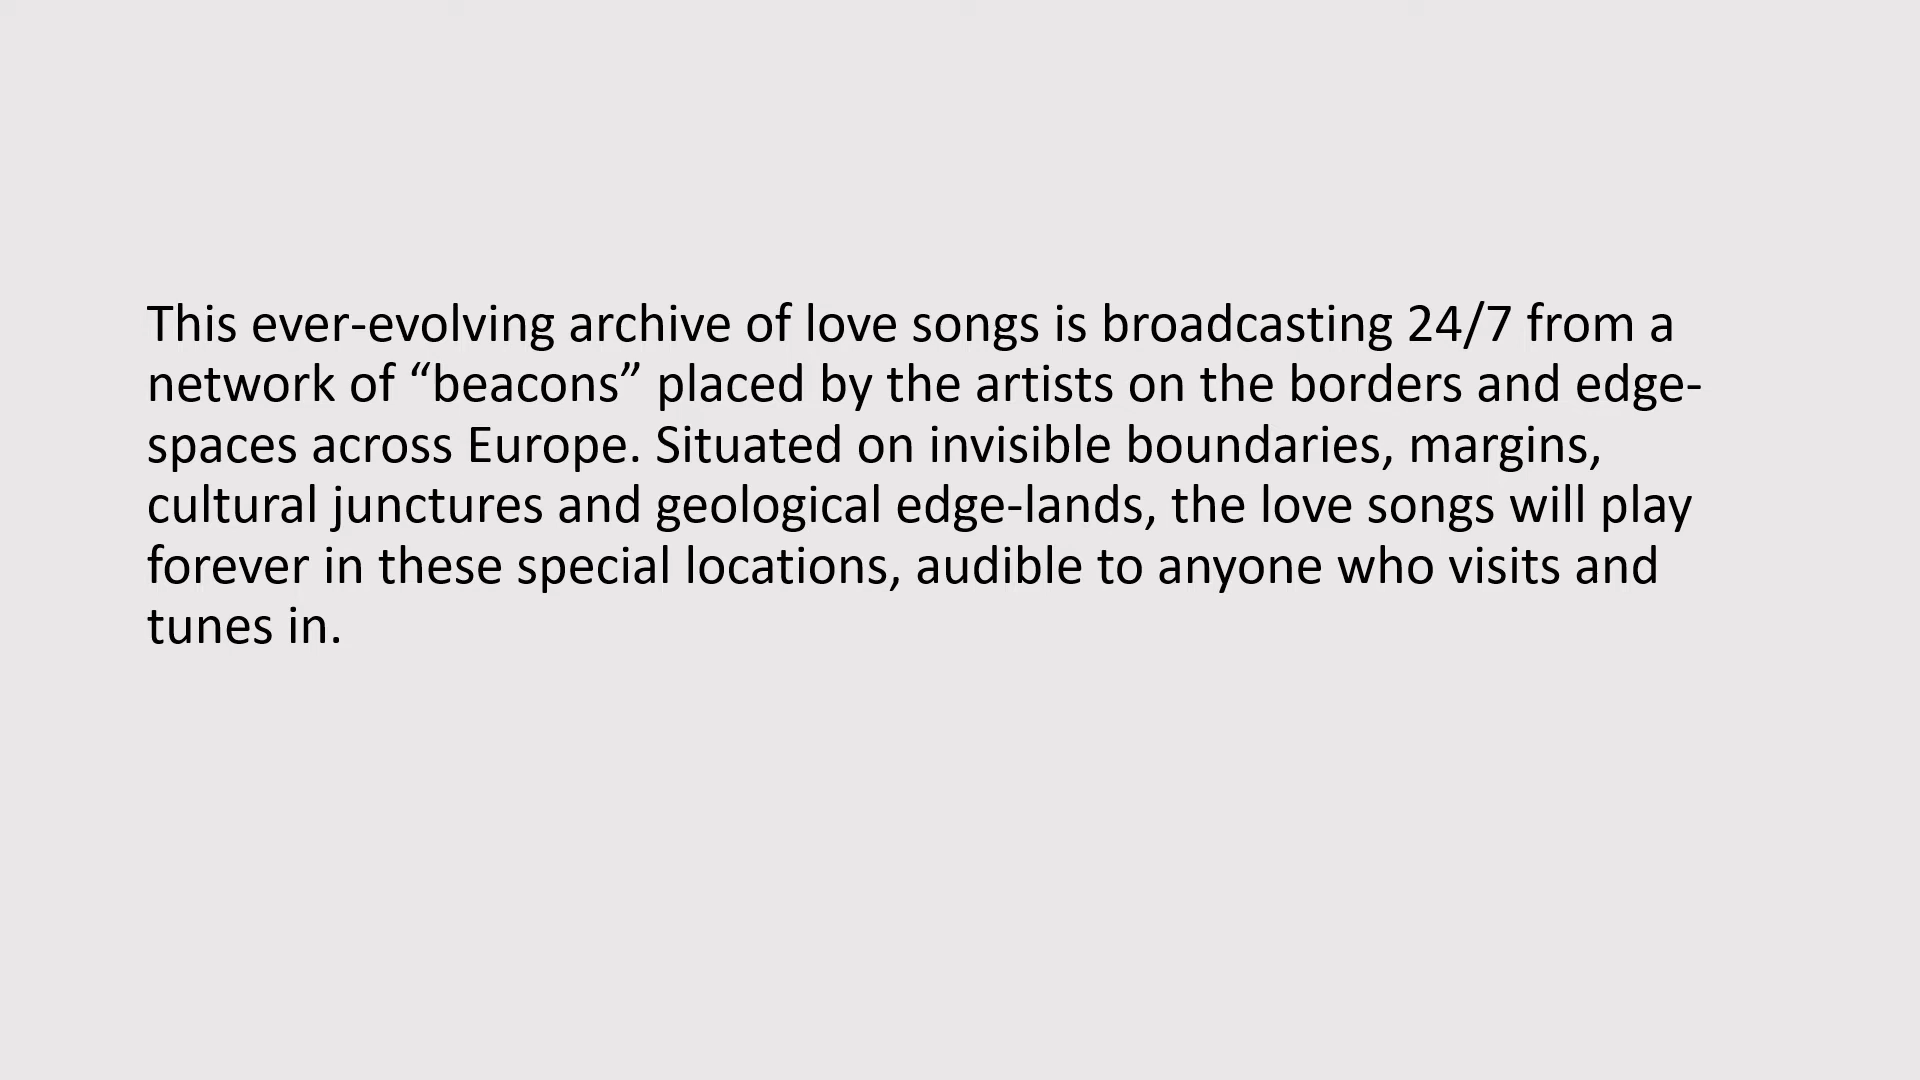 This ever-evolving archive of love songs is broadcasting 24/7 from a
network of “beacons” placed by the artists on the borders and edge-
spaces across Europe. Situated on invisible boundaries, margins,
cultural junctures and geological edge-lands, the love songs will play
forever in these special locations, audible to anyone who visits and
tunes in.